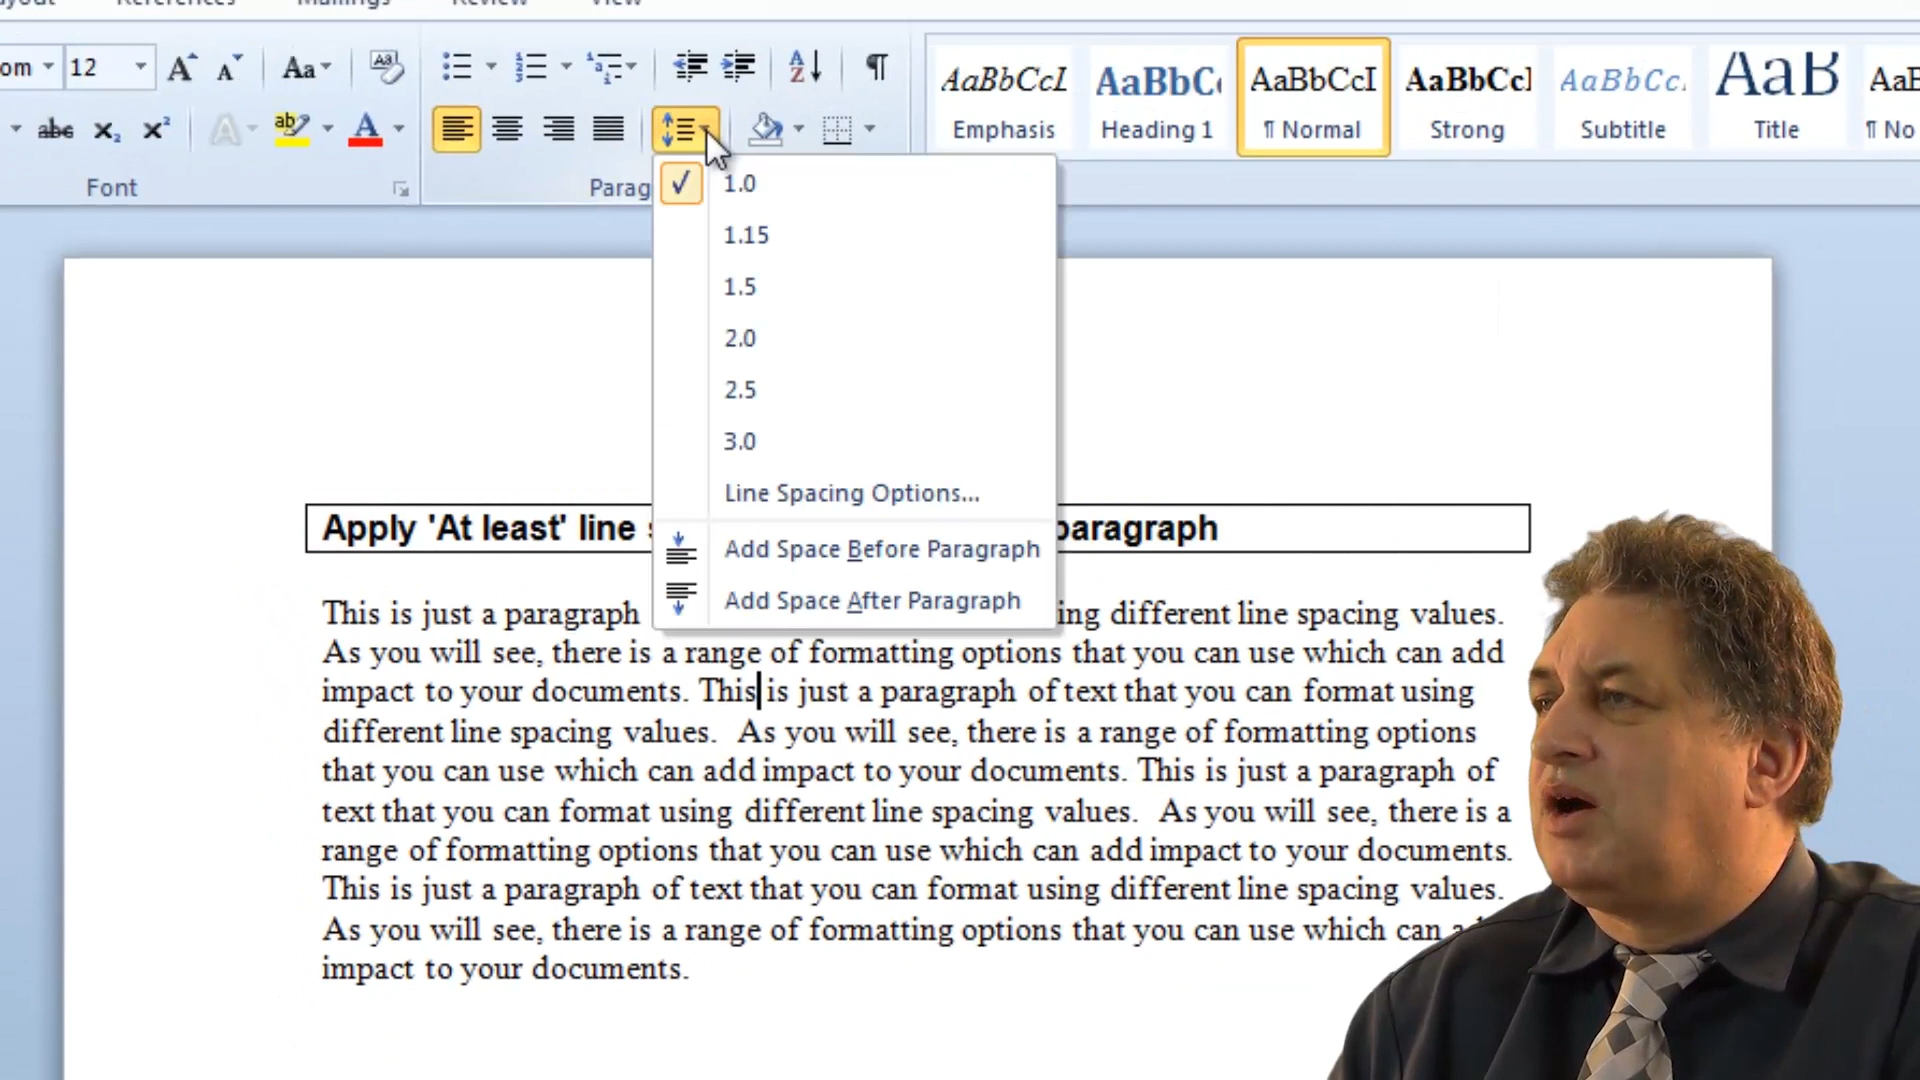 References Mailings Review View
om 12 Aa
abc X₂ X² A ab A
AaBbCcI AaBbC AaBbCcI AaBbCcI AaBbCc. AaB AaE
Emphasis Heading 1 ¶ Normal Strong Subtitle Title ¶ No
Font Parag
1.0
1.15
1.5
2.0
2.5
3.0
Line Spacing Options...
Add Space Before Paragraph
Add Space After Paragraph
Apply 'At least' line paragraph
This is just a paragraph ing different line spacing values.
As you will see, there is a range of formatting options that you can use which can add
impact to your documents. This is just a paragraph of text that you can format using
different line spacing values.  As you will see, there is a range of formatting options
that you can use which can add impact to your documents. This is just a paragraph of
text that you can format using different line spacing values.  As you will see, there is a
range of formatting options that you can use which can add impact to your documents.
This is just a paragraph of text that you can format using different line spacing values.
As you will see, there is a range of formatting options that you can use which can
impact to your documents.